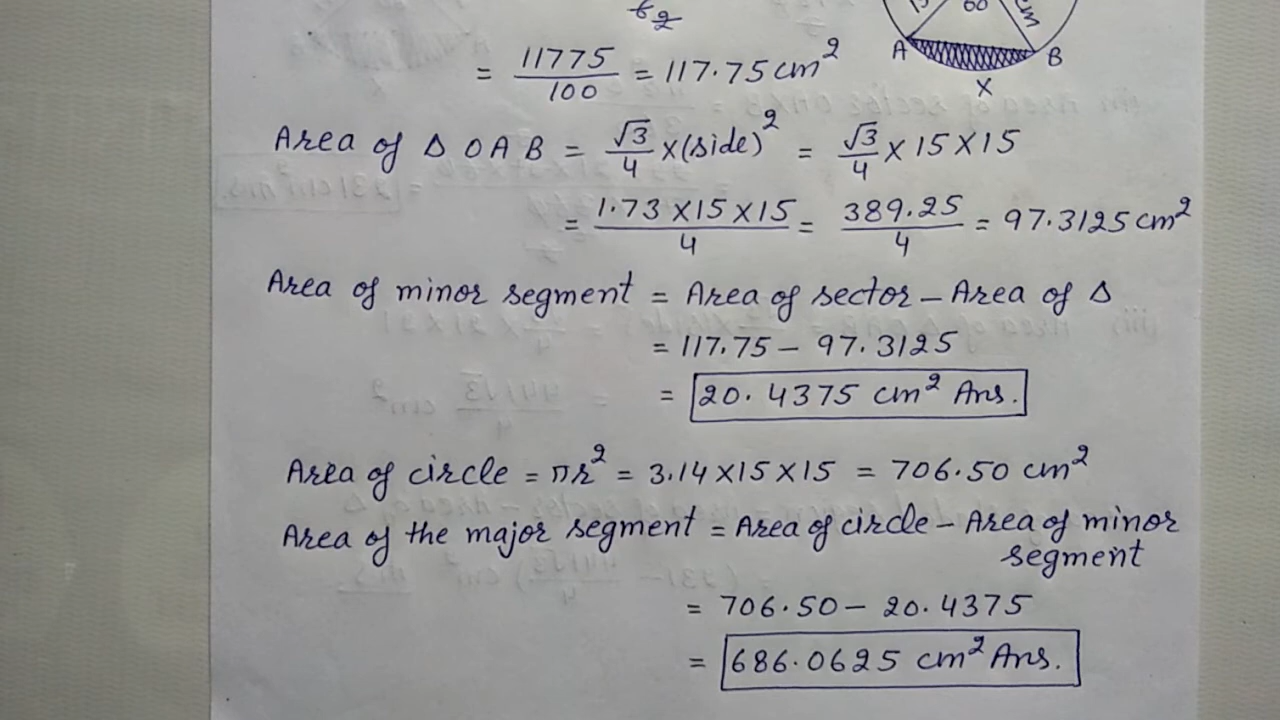 6 2
= 11775/100 = 117.75 cm²
15 60 cm
A B
X
Area of Δ OAB = √3/4 × (side)² = √3/4 × 15 × 15
= 1.73 × 15 × 15/4 = 389.25/4 = 97.3125 cm²
Area of minor segment = Area of sector – Area of Δ
= 117.75 – 97.3125
= 20.4375 cm² Ans.
Area of circle = πr² = 3.14 × 15 × 15 = 706.50 cm²
Area of the major segment = Area of circle – Area of minor
segment
= 706.50 – 20.4375
= 686.0625 cm² Ans.